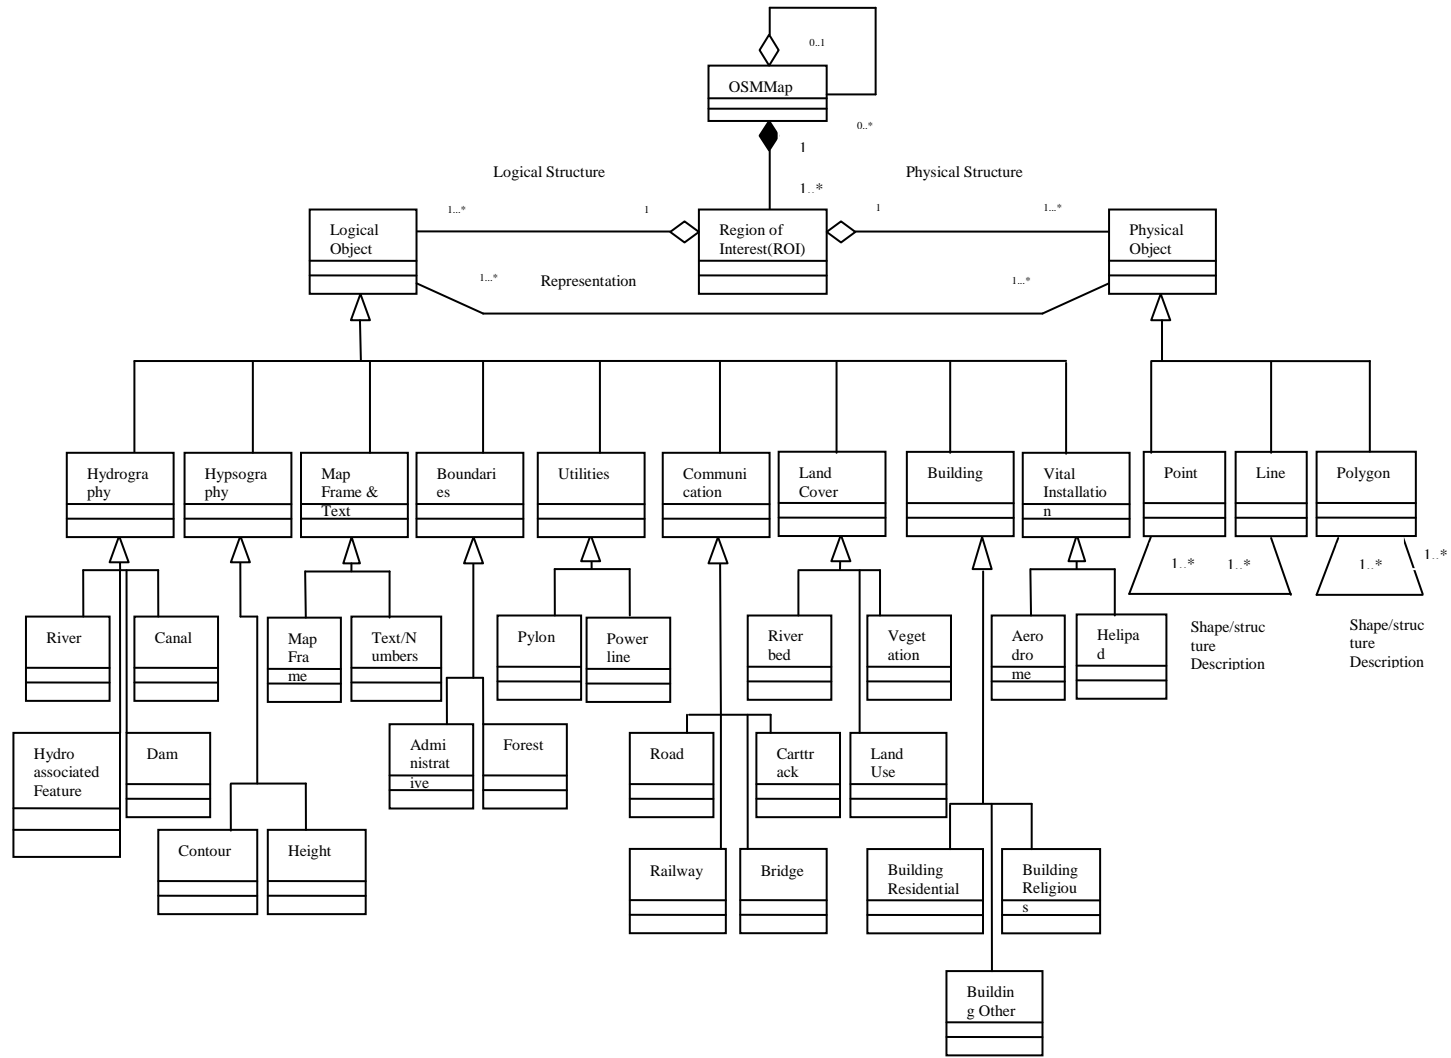 0..1
OSMMap
0..*
1
Logical Structure
Physical Structure
1..*
1...*
1
1
1...*
Logical
Object
Region of
Interest(ROI)
Physical
Object
1...*
Representation
1...*
Hydrogra
phy
Hypsogra
phy
Map
Frame &
Text
Boundari
es
Utilities
Communi
cation
Land
Cover
Building
Vital
Installatio
n
Point
Line
Polygon
1..*
1..*
1..*
1..*
River
Canal
Map
Fra
me
Text/N
umbers
Pylon
Power
line
River
bed
Veget
ation
Aero
dro
me
Helipa
d
Shape/struc
ture
Description
Shape/struc
ture
Description
Hydro
associated
Feature
Dam
Admi
nistrat
ive
Forest
Road
Carttr
ack
Land
Use
Contour
Height
Railway
Bridge
Building
Residential
Building
Religiou
s
Buildin
g Other